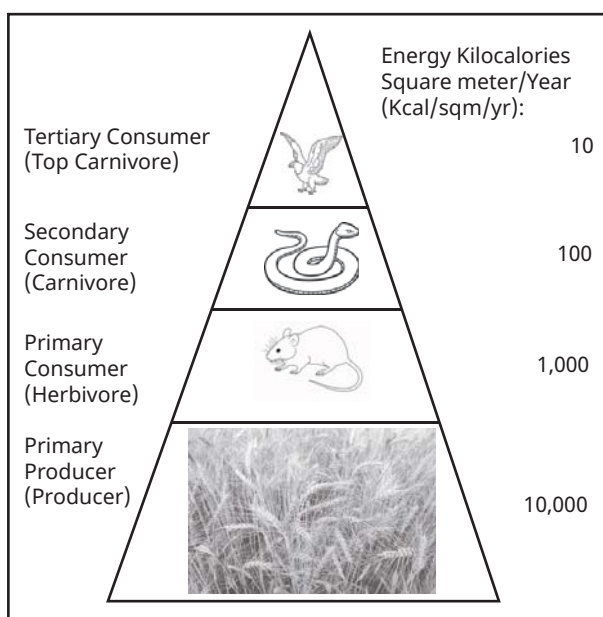 Energy Kilocalories
Square meter/Year
(Kcal/sqm/yr):
Tertiary Consumer
(Top Carnivore)
10
Secondary
Consumer
(Carnivore)
100
Primary
Consumer
(Herbivore)
1,000
Primary
Producer
(Producer)
10,000